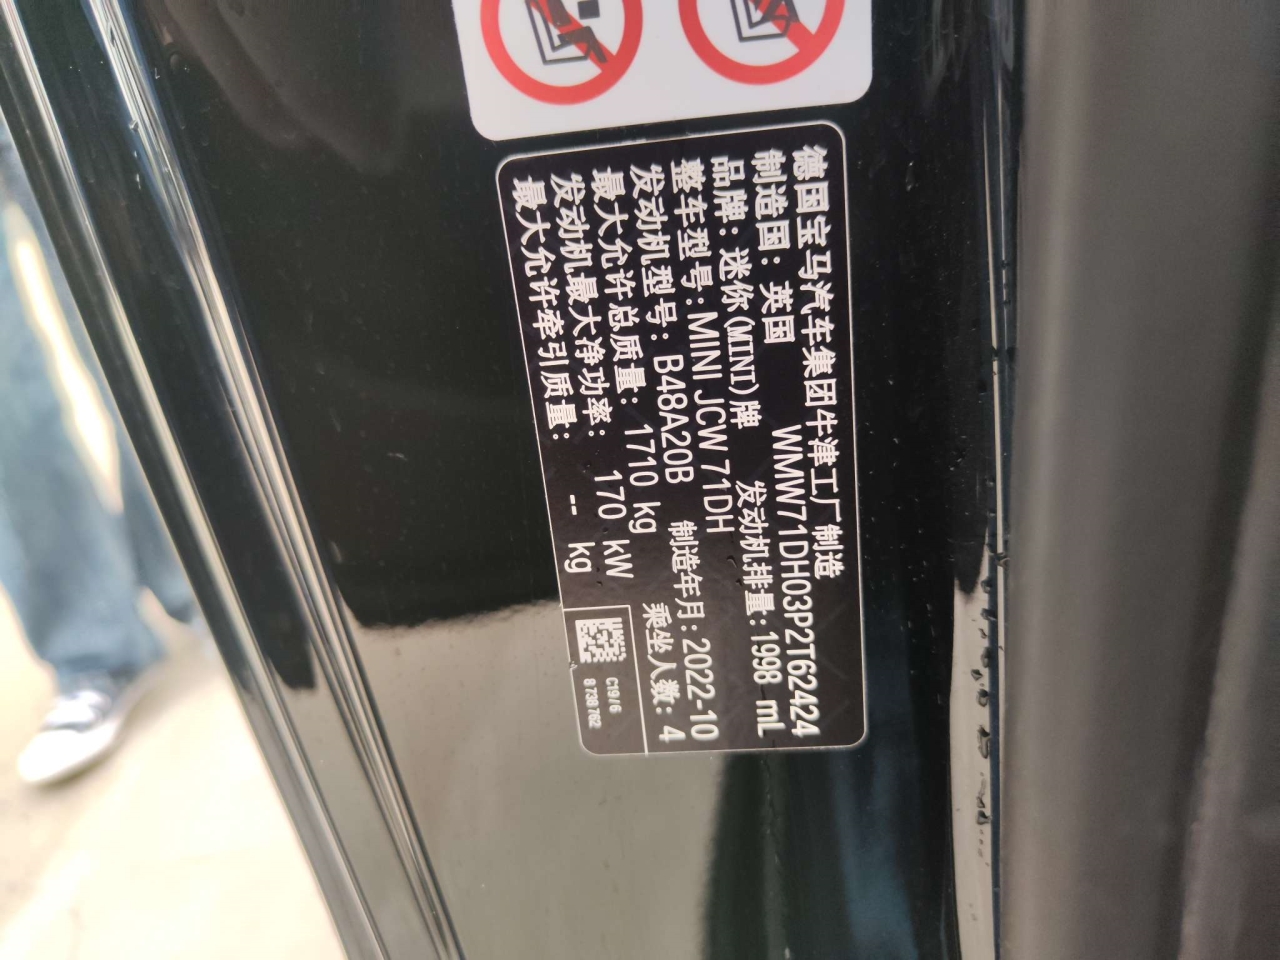 德国宝马汽车集团牛津工厂制造
制造国: 英国 WMW71DH03P2T62424
品牌: 迷你(MINI)牌 发动机排量: 1998 mL
整车型号: MINI JCW 71DH
发动机型号: B48A20B 制造年月: 2022-10
最大允许总质量: 1710 kg 乘坐人数: 4
发动机最大净功率: 170 kW
最大允许牵引质量: -- kg
C19/6
8 738 762